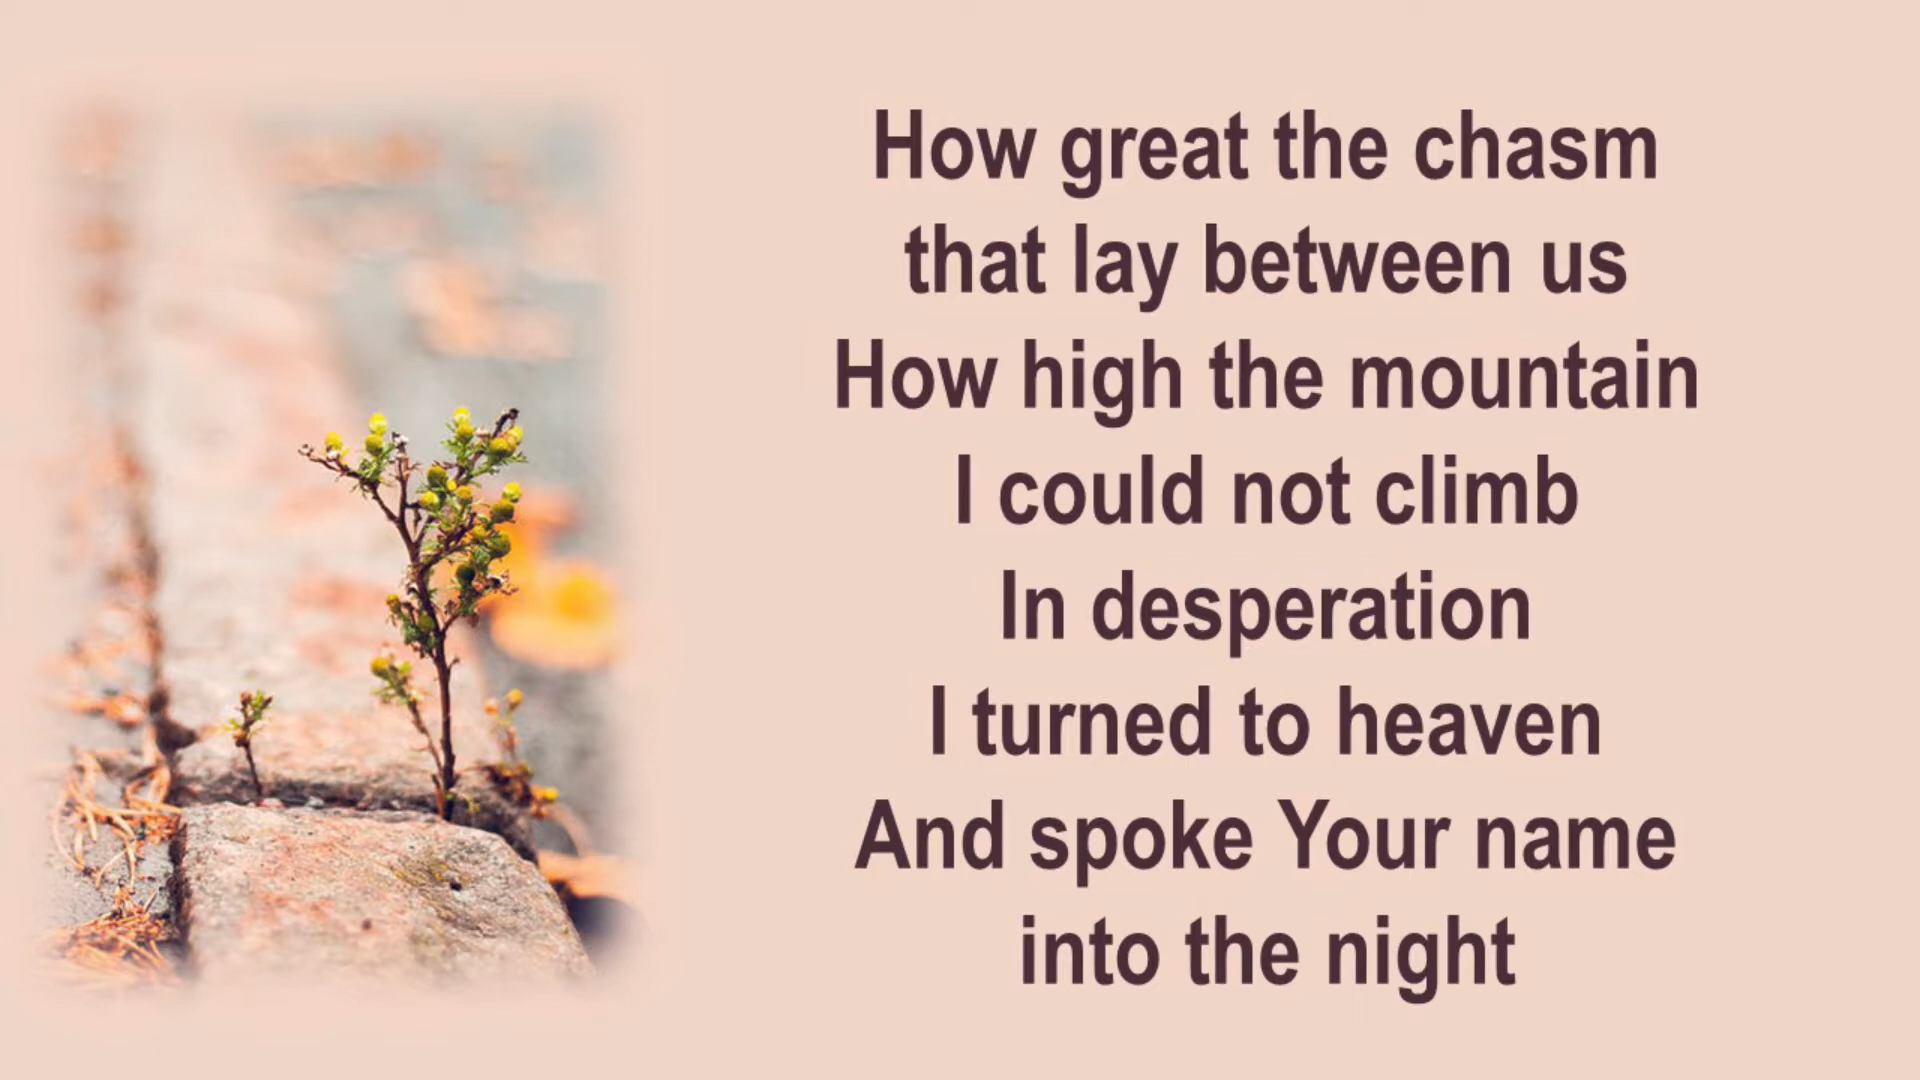 How great the chasm
that lay between us
How high the mountain
I could not climb
In desperation
I turned to heaven
And spoke Your name
into the night